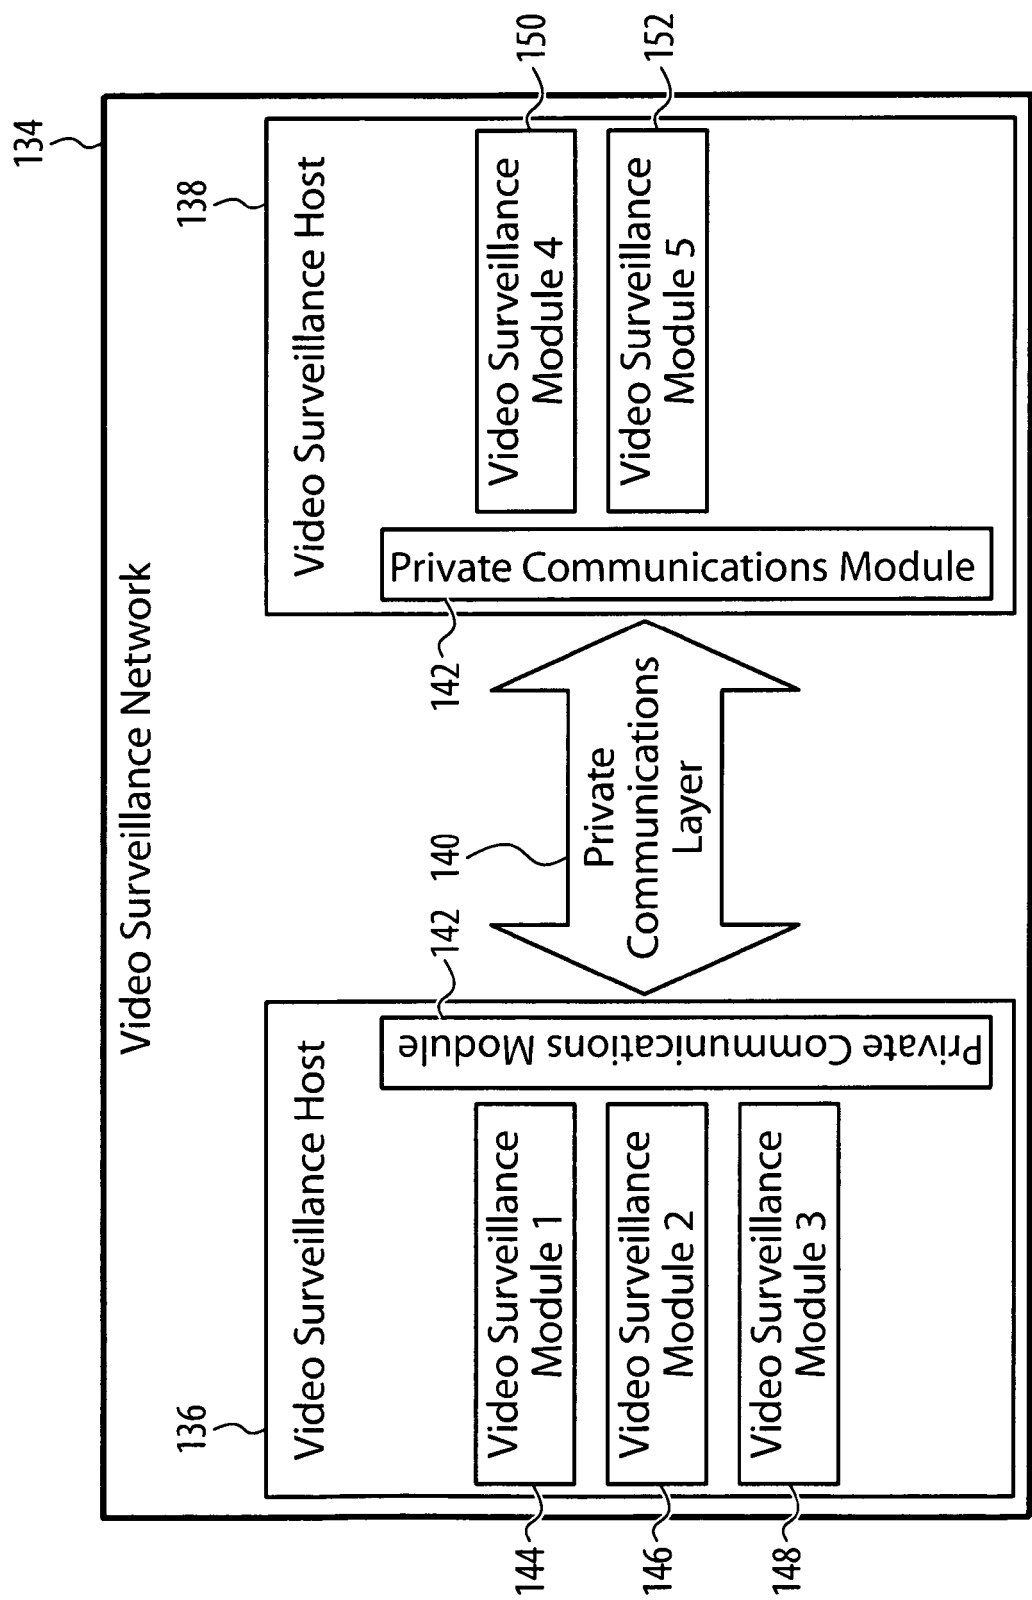 134
Video Surveillance Network
136
Video Surveillance Host
144
Video Surveillance
Module 1
146
Video Surveillance
Module 2
148
Video Surveillance
Module 3
142
Private Communications Module
140
Private
Communications
Layer
138
Video Surveillance Host
142
Private Communications Module
150
Video Surveillance
Module 4
152
Video Surveillance
Module 5